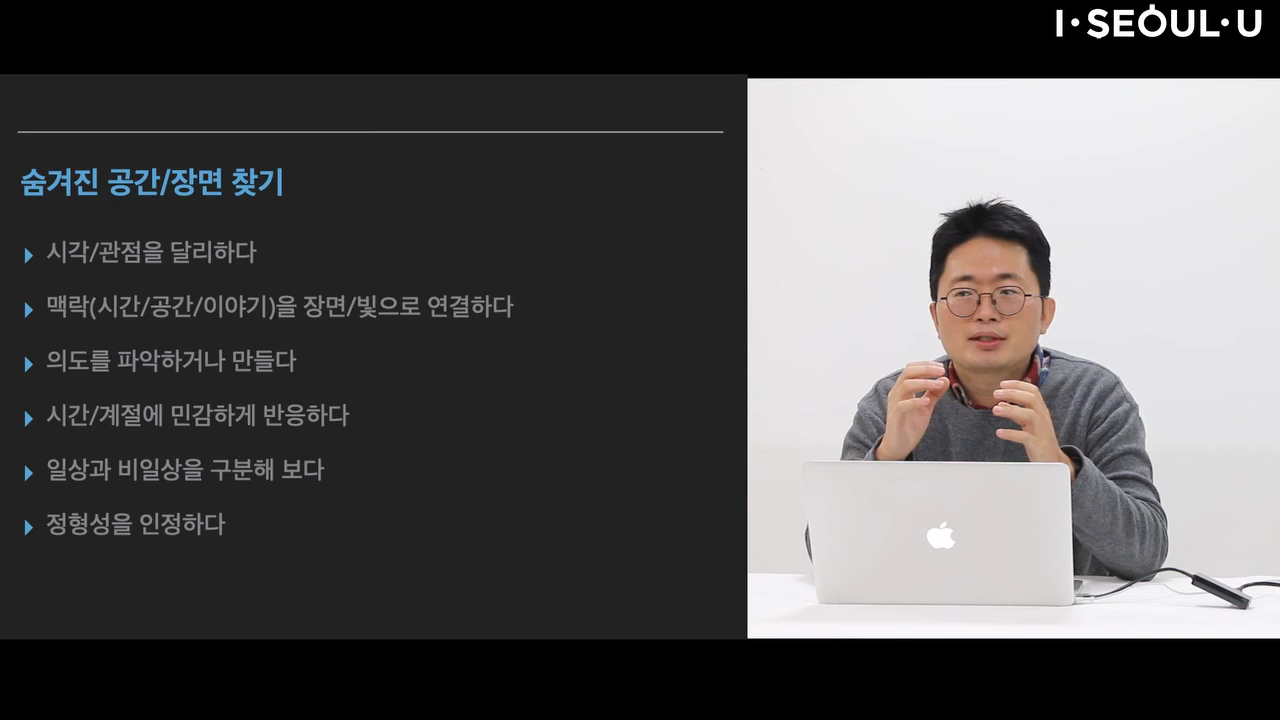 I·SEOUL·U
숨겨진 공간/장면 찾기
시각/관점을 달리하다
맥락(시간/공간/이야기)을 장면/빛으로 연결하다
의도를 파악하거나 만들다
시간/계절에 민감하게 반응하다
일상과 비일상을 구분해 보다
정형성을 인정하다